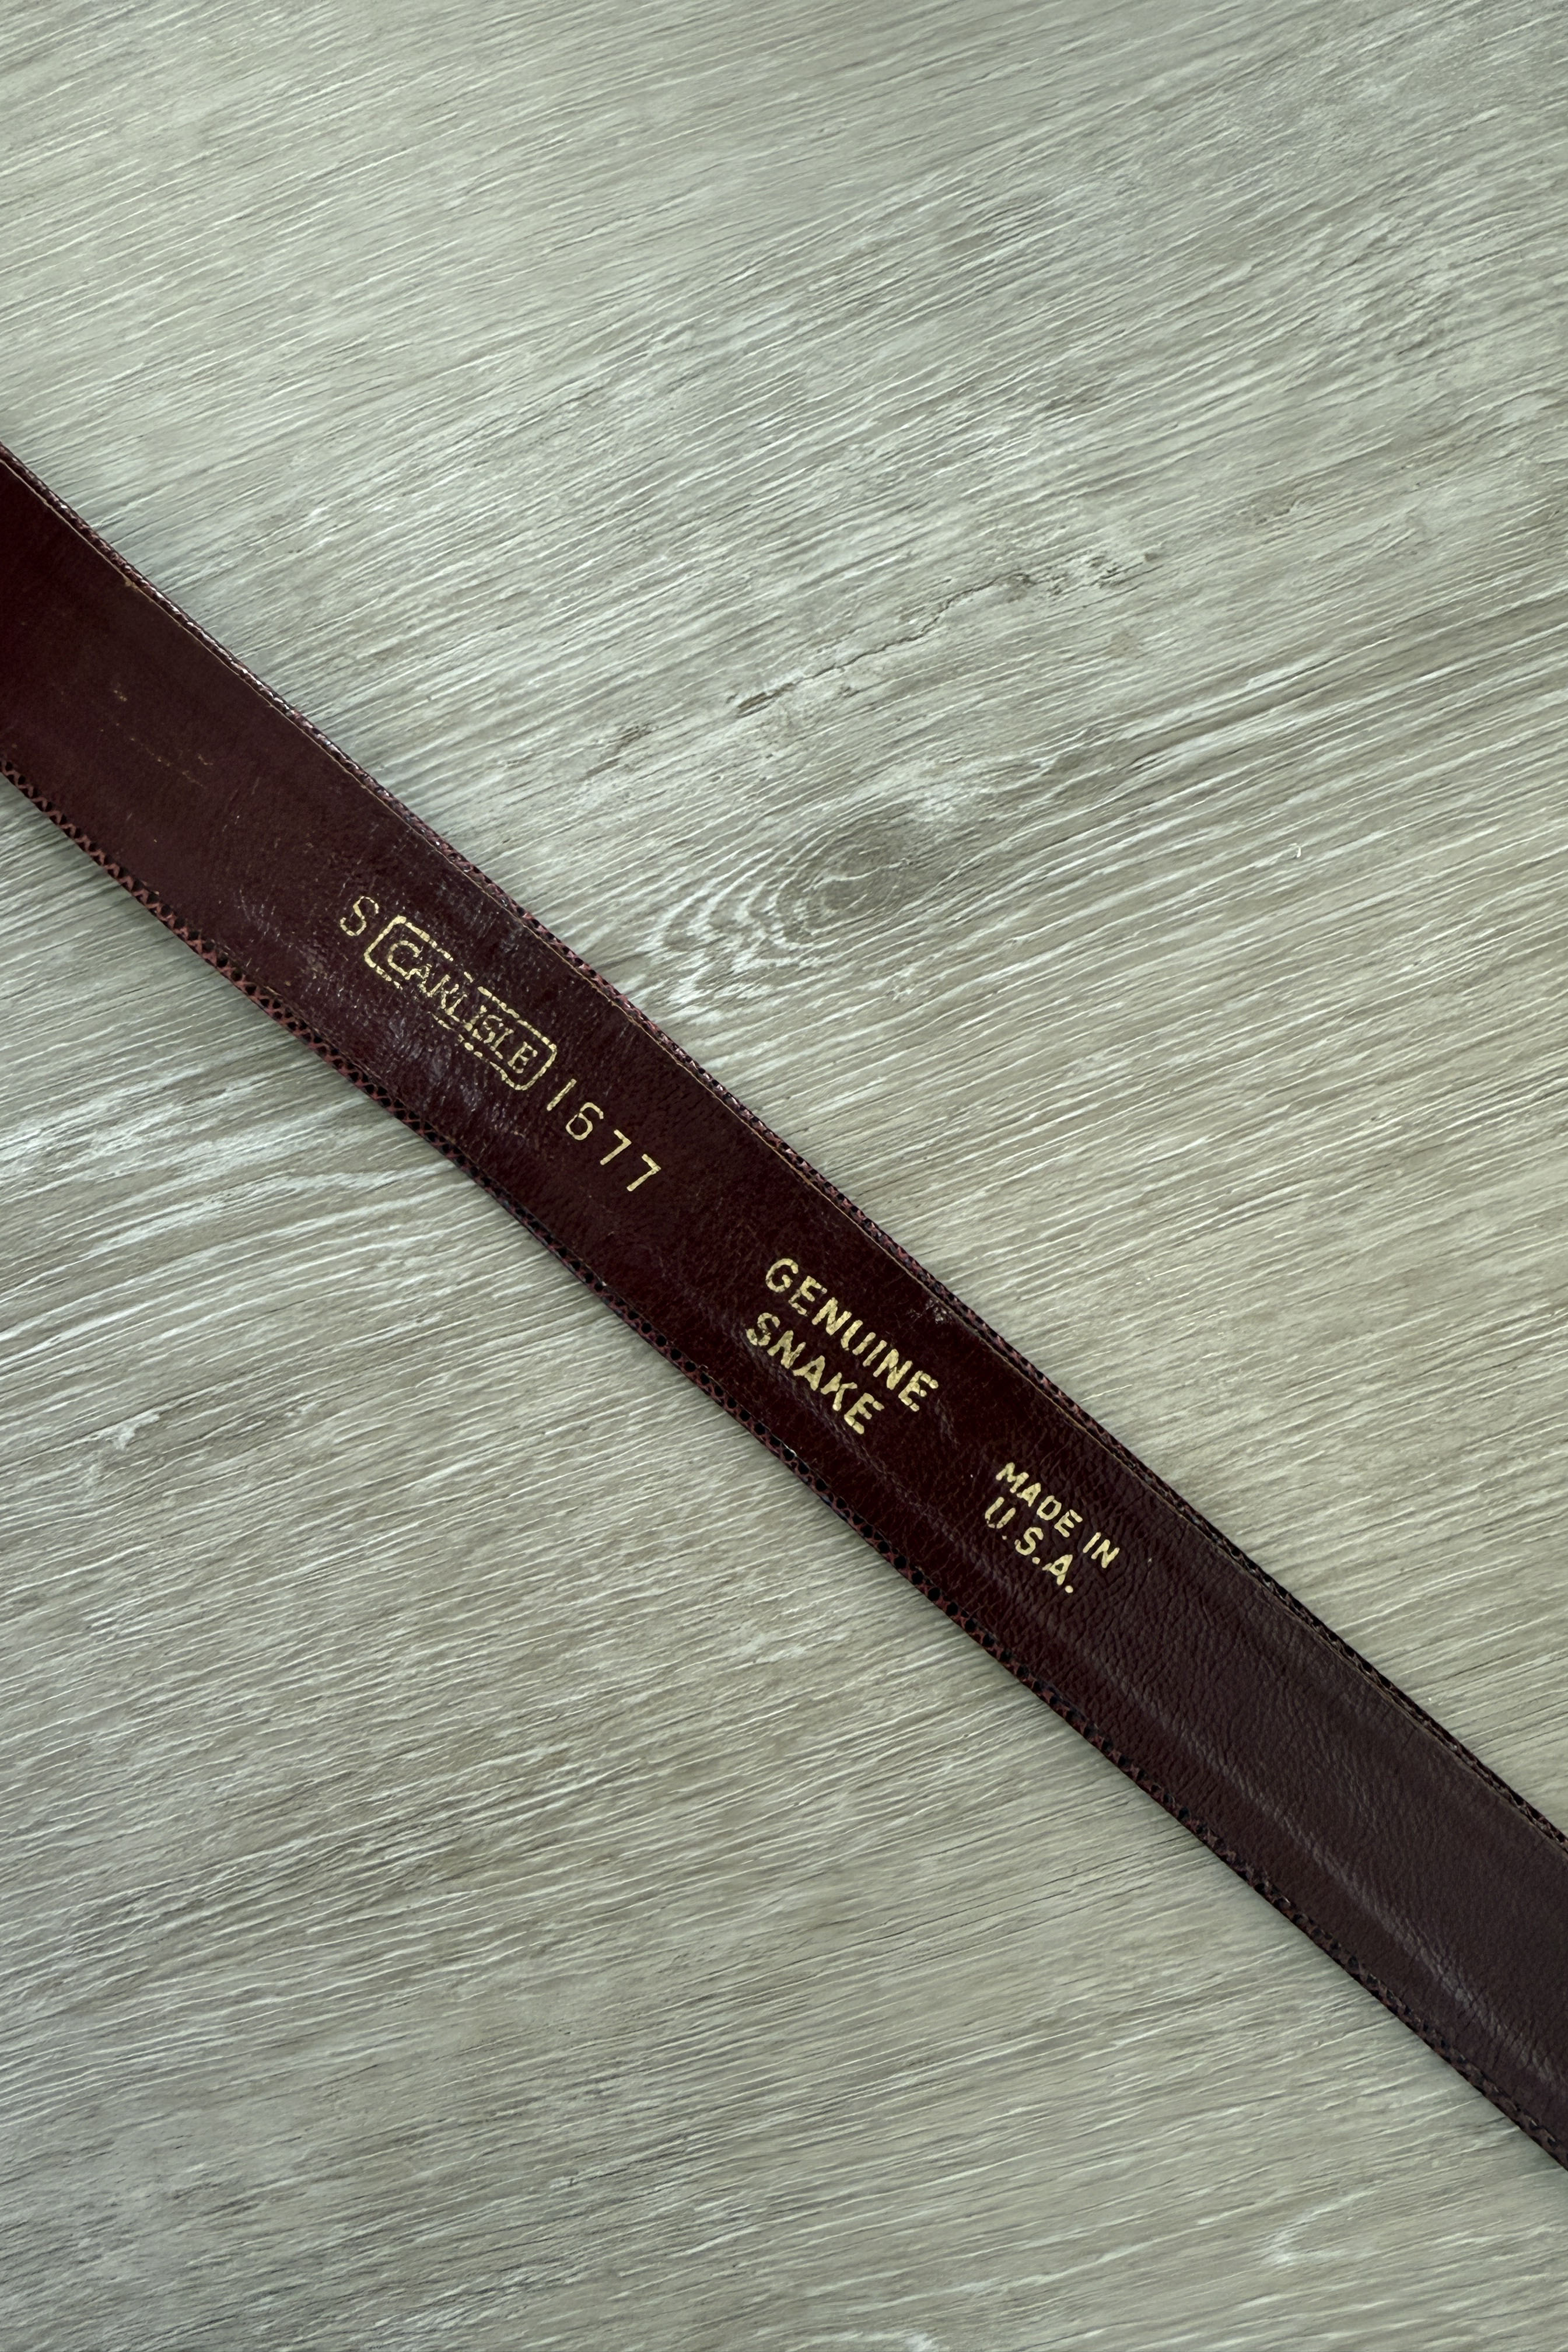 S CARLISLE 1677
GENUINE
SNAKE
MADE IN
U.S.A.